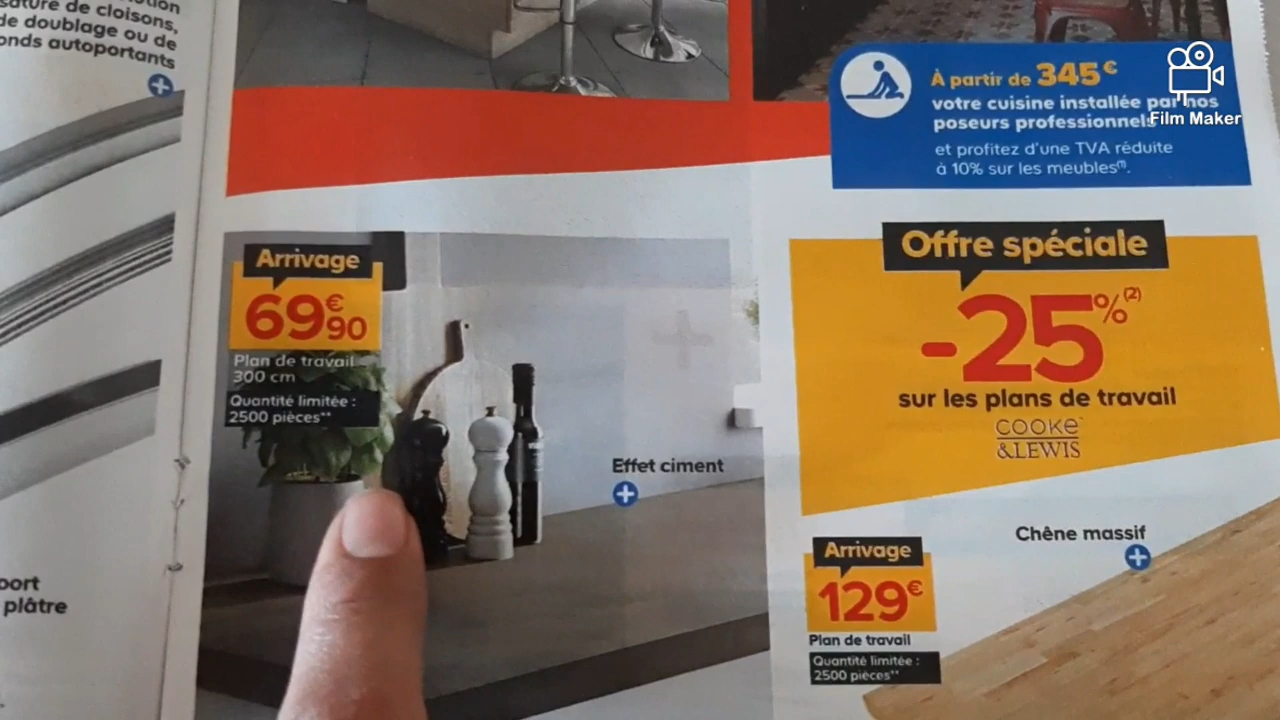 sature de cloisons,
de doublage ou de
onds autoportants
plâtre
À partir de 345€
votre cuisine installée par nos
poseurs professionnels
et profitez d'une TVA réduite
à 10% sur les meubles(1).
Film Maker
Arrivage
69€90
Plan de travail
300 cm
Quantité limitée :
2500 pièces**
Effet ciment
Offre spéciale
-25%(2)
sur les plans de travail
COOKE
&LEWIS
Chêne massif
Arrivage
129€
Plan de travail
Quantité limitée :
2500 pièces**